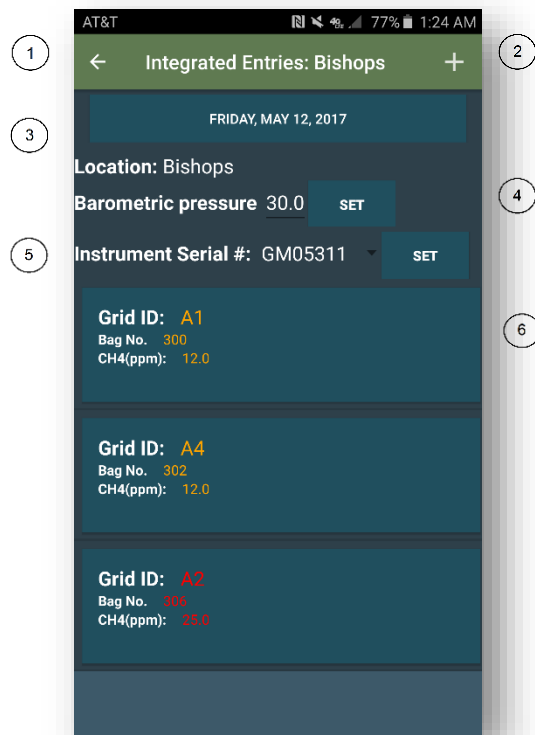 AT&T 77% 1:24 AM
1
Integrated Entries: Bishops
2
FRIDAY, MAY 12, 2017
3
Location: Bishops
Barometric pressure 30.0 SET
4
5
Instrument Serial #: GM05311 SET
Grid ID: A1
6
Bag No. 300
CH4(ppm): 12.0
Grid ID: A4
Bag No. 302
CH4(ppm): 12.0
Grid ID: A2
Bag No. 306
CH4(ppm): 25.0